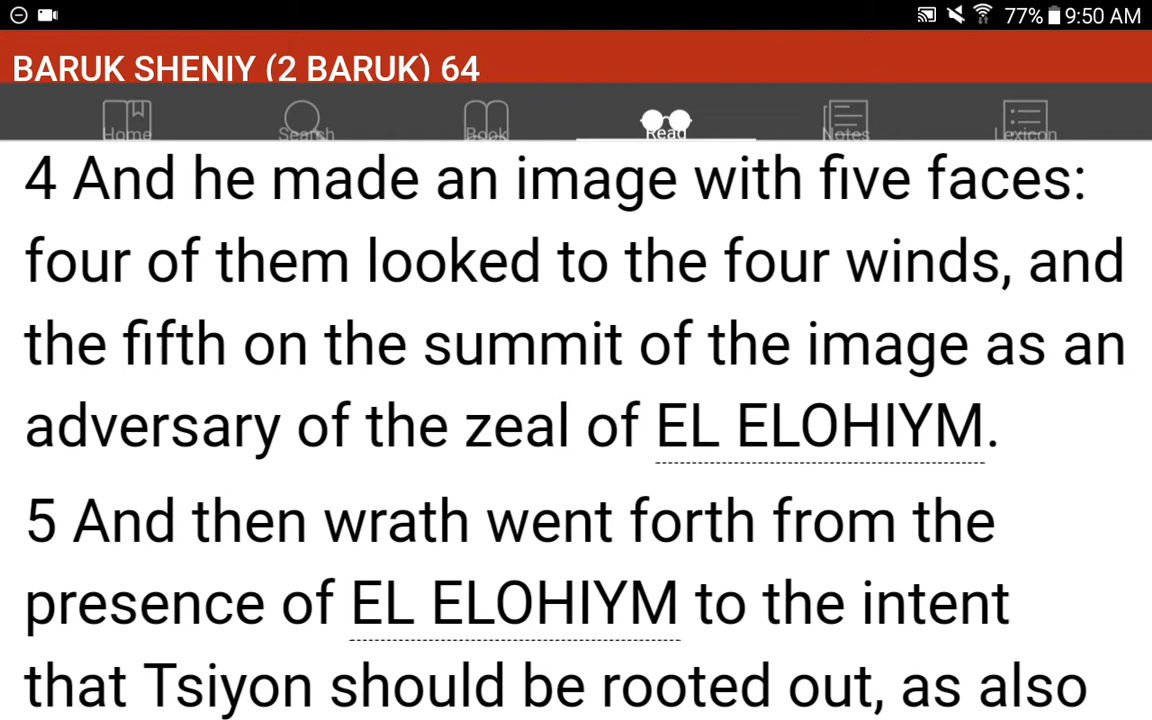 77% 9:50 AM
BARUK SHENIY (2 BARUK) 64
Home Search Book Read Notes Lexicon
4 And he made an image with five faces:
four of them looked to the four winds, and
the fifth on the summit of the image as an
adversary of the zeal of EL ELOHIYM.
5 And then wrath went forth from the
presence of EL ELOHIYM to the intent
that Tsiyon should be rooted out, as also